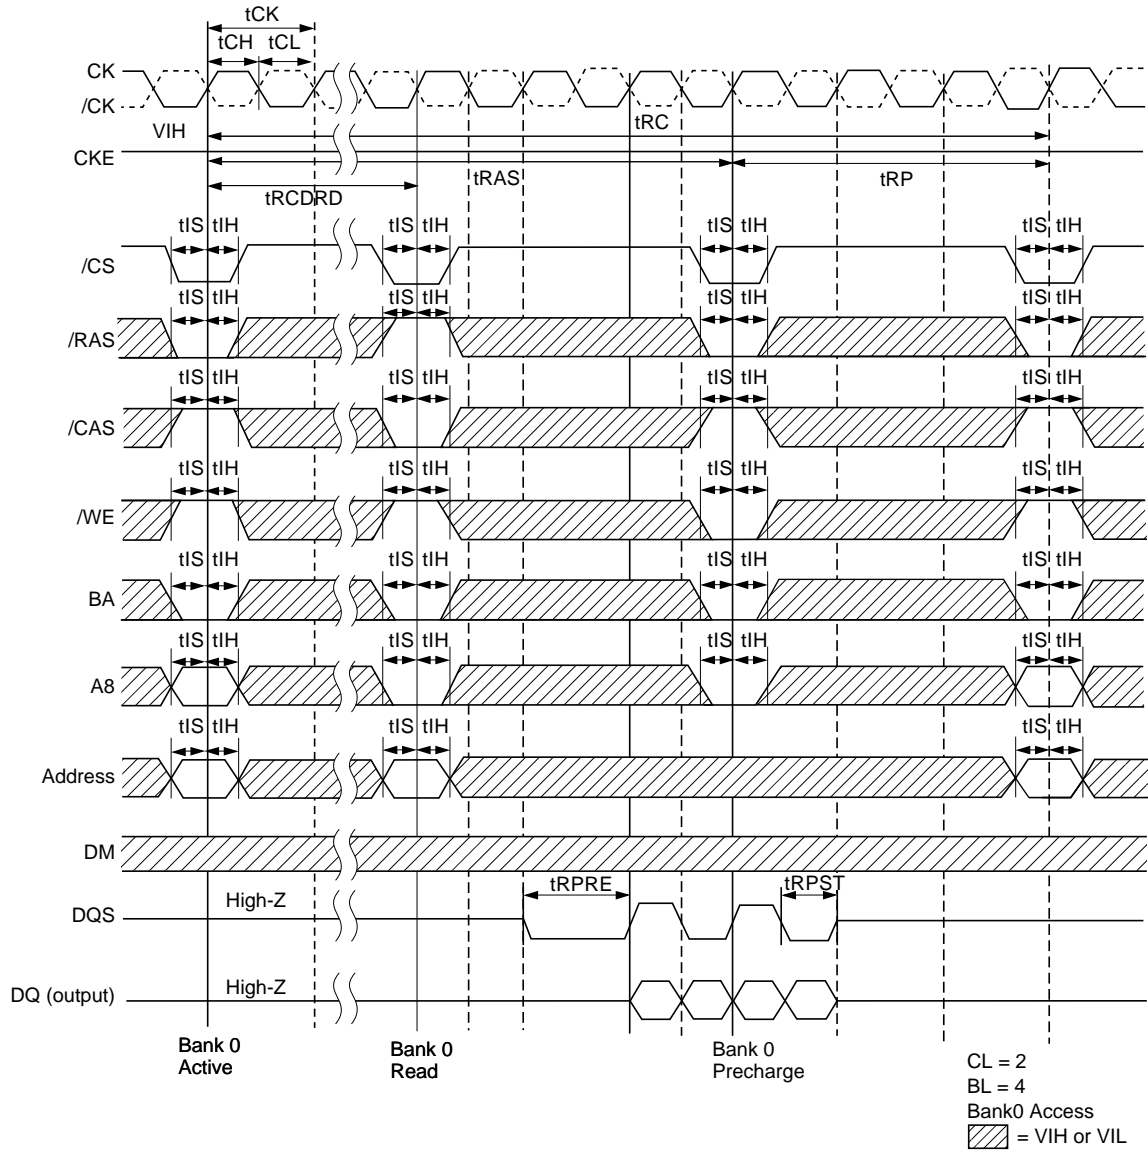 tCK
tCH tCL
CK
/CK
VIH
tRC
CKE
tRAS
tRP
tRCDRD
tIS tIH tIS tIH tIS tIH tIS tIH
/CS
tIS tIH tIS tIH tIS tIH tIS tIH
/RAS
tIS tIH tIS tIH tIS tIH tIS tIH
/CAS
tIS tIH tIS tIH tIS tIH tIS tIH
/WE
tIS tIH tIS tIH tIS tIH tIS tIH
BA
tIS tIH tIS tIH tIS tIH tIS tIH
A8
tIS tIH tIS tIH tIS tIH
Address
DM
tRPRE tRPST
High-Z
DQS
High-Z
DQ (output)
Bank 0
Active
Bank 0
Read
Bank 0
Precharge
CL = 2
BL = 4
Bank0 Access
= VIH or VIL